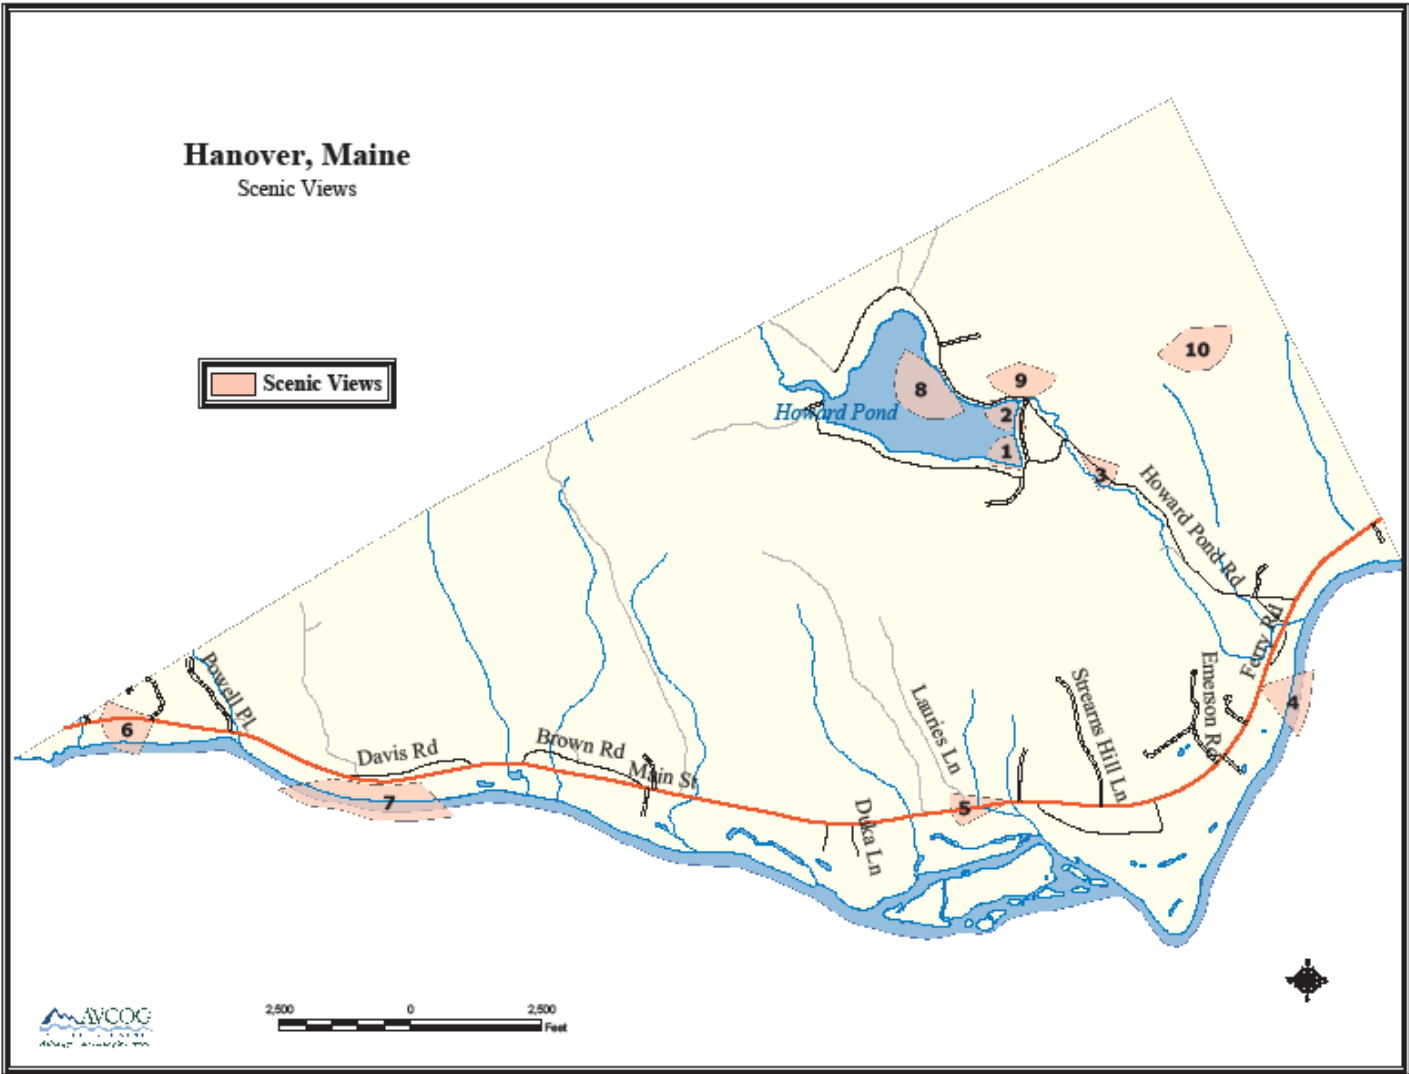 Hanover, Maine
Scenic Views
Scenic Views
10
9
8
Howard Pond
2
1
3
Howard Pond Rd
Ferry Rd
Emerson Rd
4
Strearns Hill Ln
Lauries Ln
Powell Pl
6
Davis Rd
Brown Rd
Main St
7
5
Duka Ln
AVCOG
2,500 0 2,500
Feet